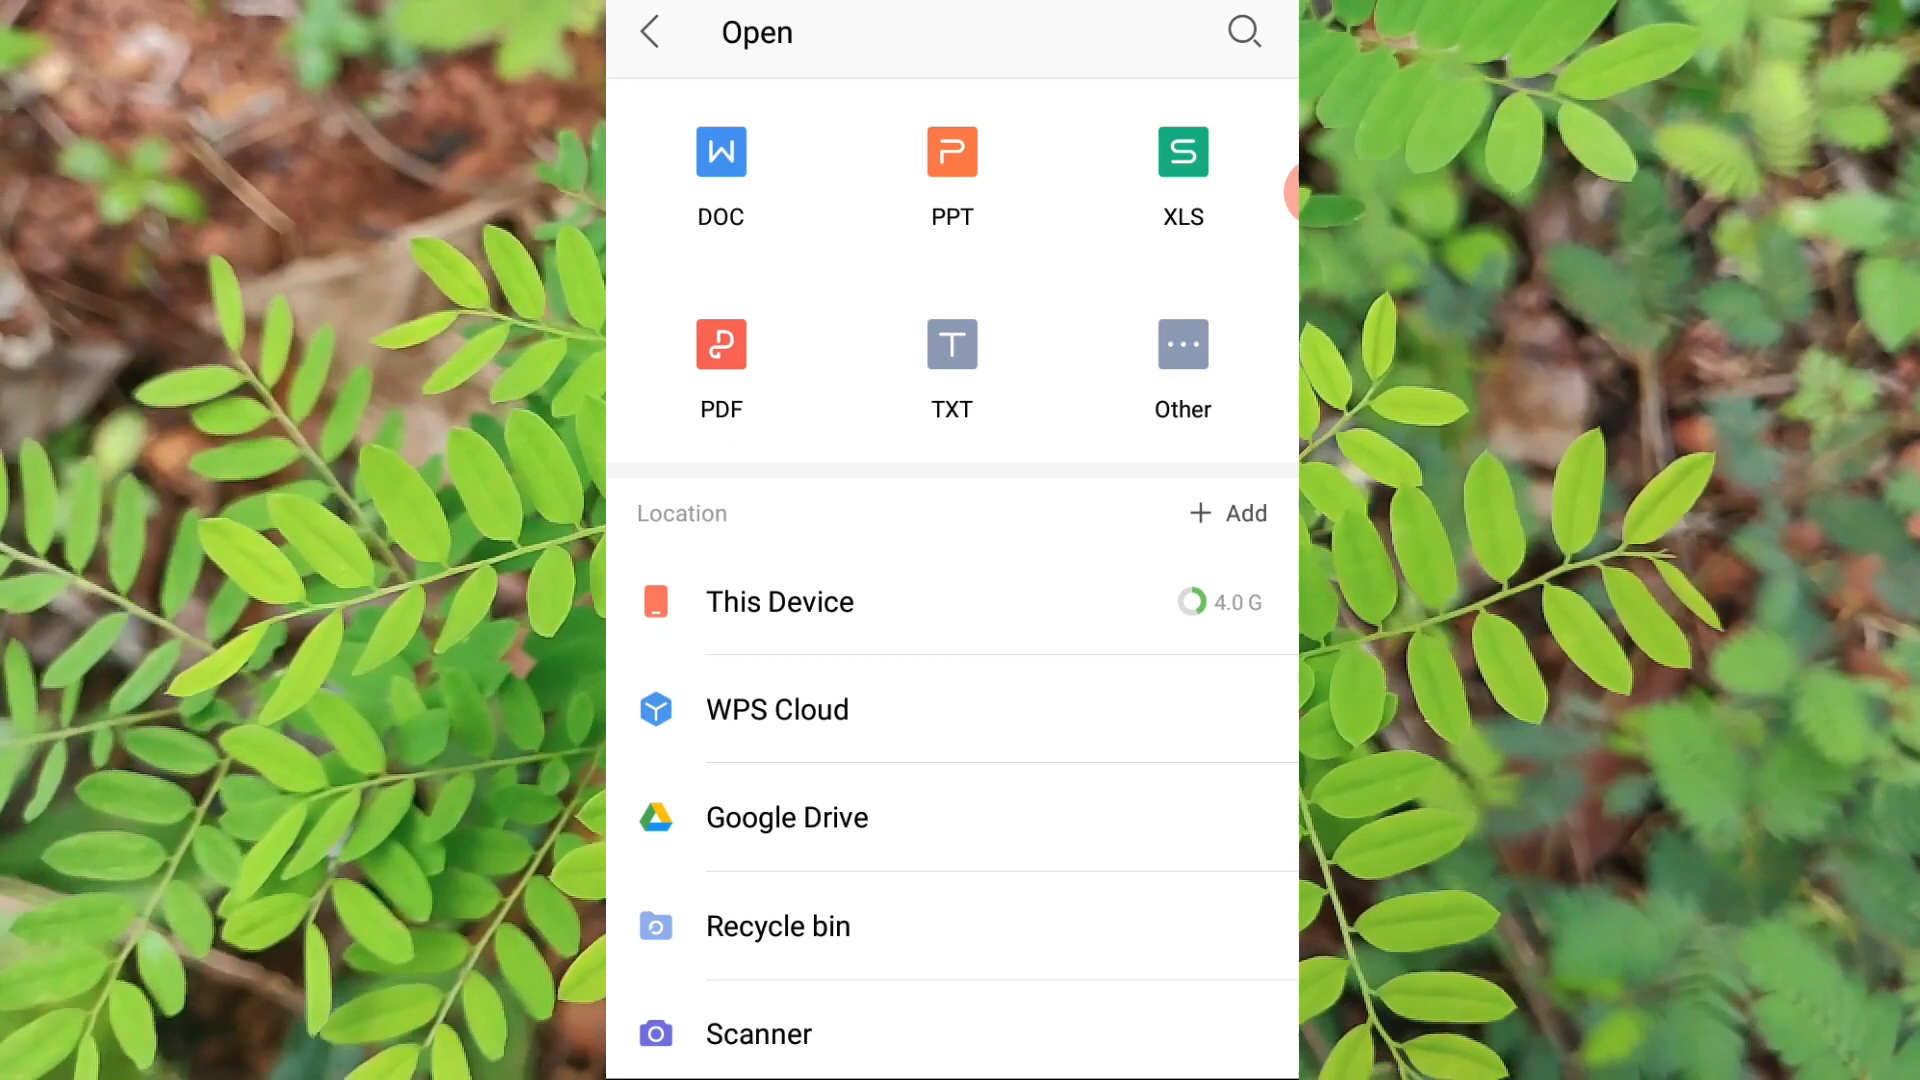 Open
DOC
PPT
XLS
PDF
TXT
Other
Location
+ Add
This Device
4.0 G
WPS Cloud
Google Drive
Recycle bin
Scanner